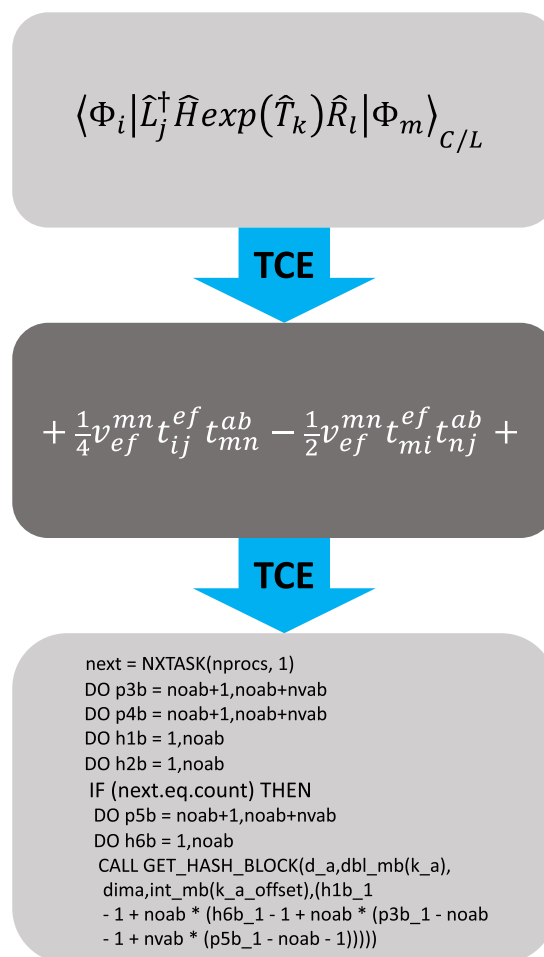 ⟨Φ_i|L̂_j^†Ĥexp(T̂_k)R̂_l|Φ_m⟩_{C/L}
TCE
+ \frac{1}{4}v_{ef}^{mn}t_{ij}^{ef}t_{mn}^{ab} − \frac{1}{2}v_{ef}^{mn}t_{mi}^{ef}t_{nj}^{ab} +
TCE
next = NXTASK(nprocs, 1)
DO p3b = noab+1,noab+nvab
DO p4b = noab+1,noab+nvab
DO h1b = 1,noab
DO h2b = 1,noab
IF (next.eq.count) THEN
DO p5b = noab+1,noab+nvab
DO h6b = 1,noab
CALL GET_HASH_BLOCK(d_a,dbl_mb(k_a),
dima,int_mb(k_a_offset),(h1b_1
- 1 + noab * (h6b_1 - 1 + noab * (p3b_1 - noab
- 1 + nvab * (p5b_1 - noab - 1)))))